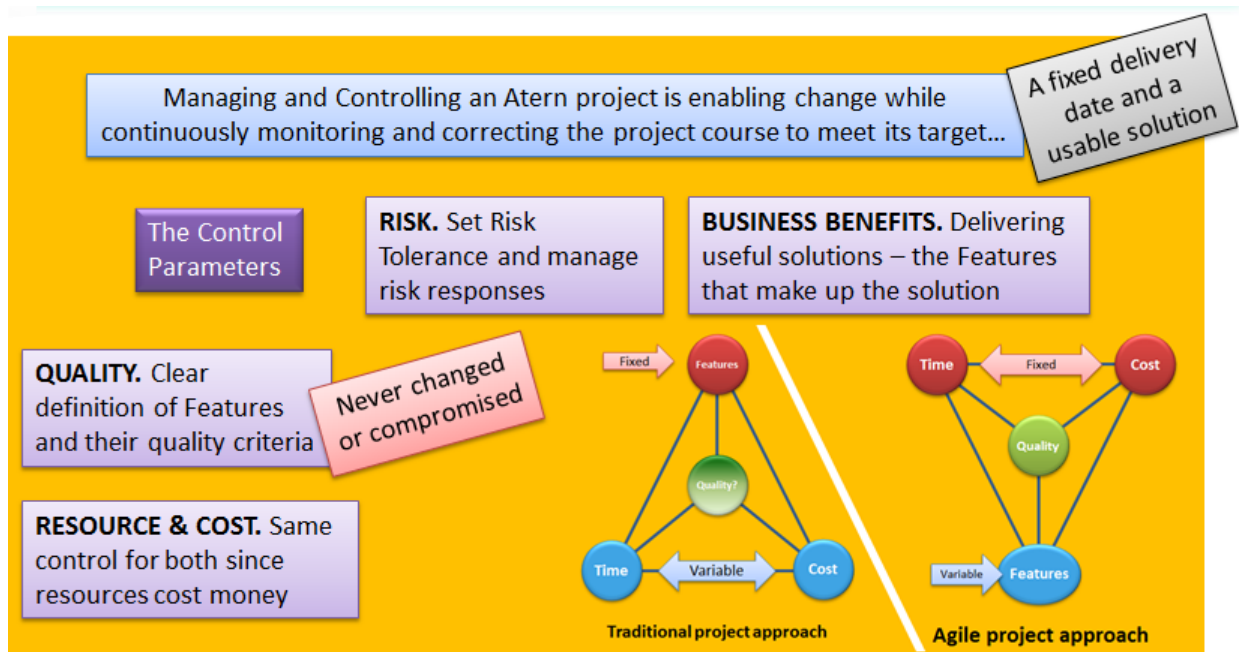 Managing and Controlling an Atern project is enabling change while
continuously monitoring and correcting the project course to meet its target...
A fixed delivery
date and a
usable solution
The Control
Parameters
RISK. Set Risk
Tolerance and manage
risk responses
BUSINESS BENEFITS. Delivering
useful solutions – the Features
that make up the solution
QUALITY. Clear
definition of Features
and their quality criteria
Never changed
or compromised
RESOURCE & COST. Same
control for both since
resources cost money
Fixed
Features
Quality?
Time
Variable
Cost
Traditional project approach
Time
Fixed
Cost
Quality
Variable
Features
Agile project approach